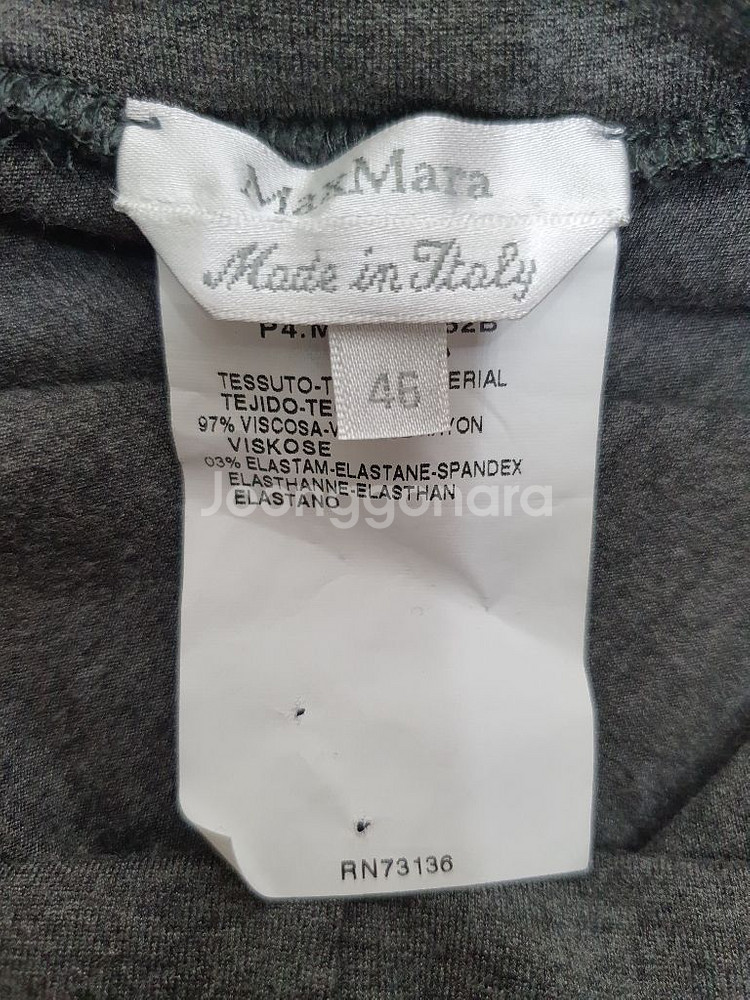 MaxMara
Made in Italy
P4.M 52B
46
TESSUTO-T ERIAL
TEJIDO-TE
97% VISCOSA-V YON
VISKOSE
03% ELASTAM-ELASTANE-SPANDEX
ELASTHANNE-ELASTHAN
ELASTANO
Joonggonara
RN73136